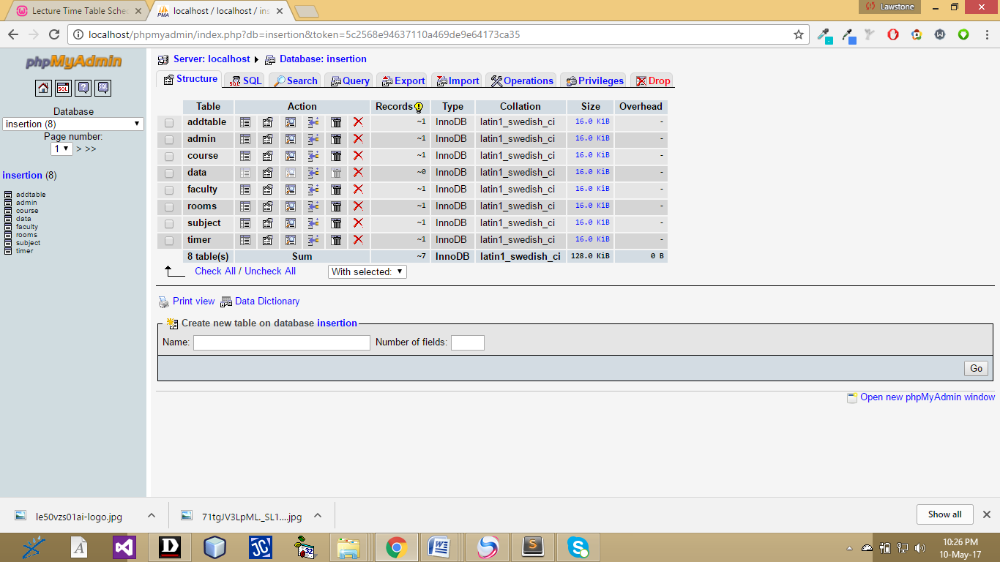 Lecture Time Table Sche
localhost / localhost / ins
Lawstone
localhost/phpmyadmin/index.php?db=insertion&token=5c2568e94637110a469de9e64173ca35
phpMyAdmin
SQL
Database
insertion (8)
Page number:
1 > >>
insertion (8)
addtable
admin
course
data
faculty
rooms
subject
timer
Server: localhost Database: insertion
Structure SQL Search Query Export Import Operations Privileges Drop
Table Action Records Type Collation Size Overhead
addtable ~1 InnoDB latin1_swedish_ci 16.0 KiB -
admin ~1 InnoDB latin1_swedish_ci 16.0 KiB -
course ~1 InnoDB latin1_swedish_ci 16.0 KiB -
data ~0 InnoDB latin1_swedish_ci 16.0 KiB -
faculty ~1 InnoDB latin1_swedish_ci 16.0 KiB -
rooms ~1 InnoDB latin1_swedish_ci 16.0 KiB -
subject ~1 InnoDB latin1_swedish_ci 16.0 KiB -
timer ~1 InnoDB latin1_swedish_ci 16.0 KiB -
8 table(s) Sum ~7 InnoDB latin1_swedish_ci 128.0 KiB 0 B
Check All / Uncheck All With selected:
Print view Data Dictionary
Create new table on database insertion
Name: Number of fields:
Go
Open new phpMyAdmin window
le50vzs01ai-logo.jpg
71tgJV3LpML._SL1....jpg
Show all
10:26 PM
10-May-17